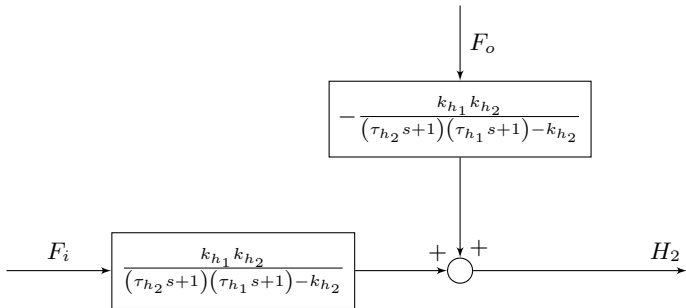 F_o
-\frac{k_{h_1} k_{h_2}}{(\tau_{h_2} s+1)(\tau_{h_1} s+1)-k_{h_2}}
F_i
\frac{k_{h_1} k_{h_2}}{(\tau_{h_2} s+1)(\tau_{h_1} s+1)-k_{h_2}}
+ +
H_2